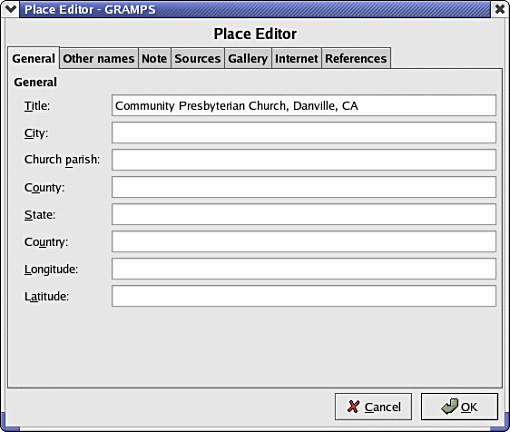 Place Editor - GRAMPS
Place Editor
General Other names Note Sources Gallery Internet References
General
Title: Community Presbyterian Church, Danville, CA
City:
Church parish:
County:
State:
Country:
Longitude:
Latitude:
Cancel OK